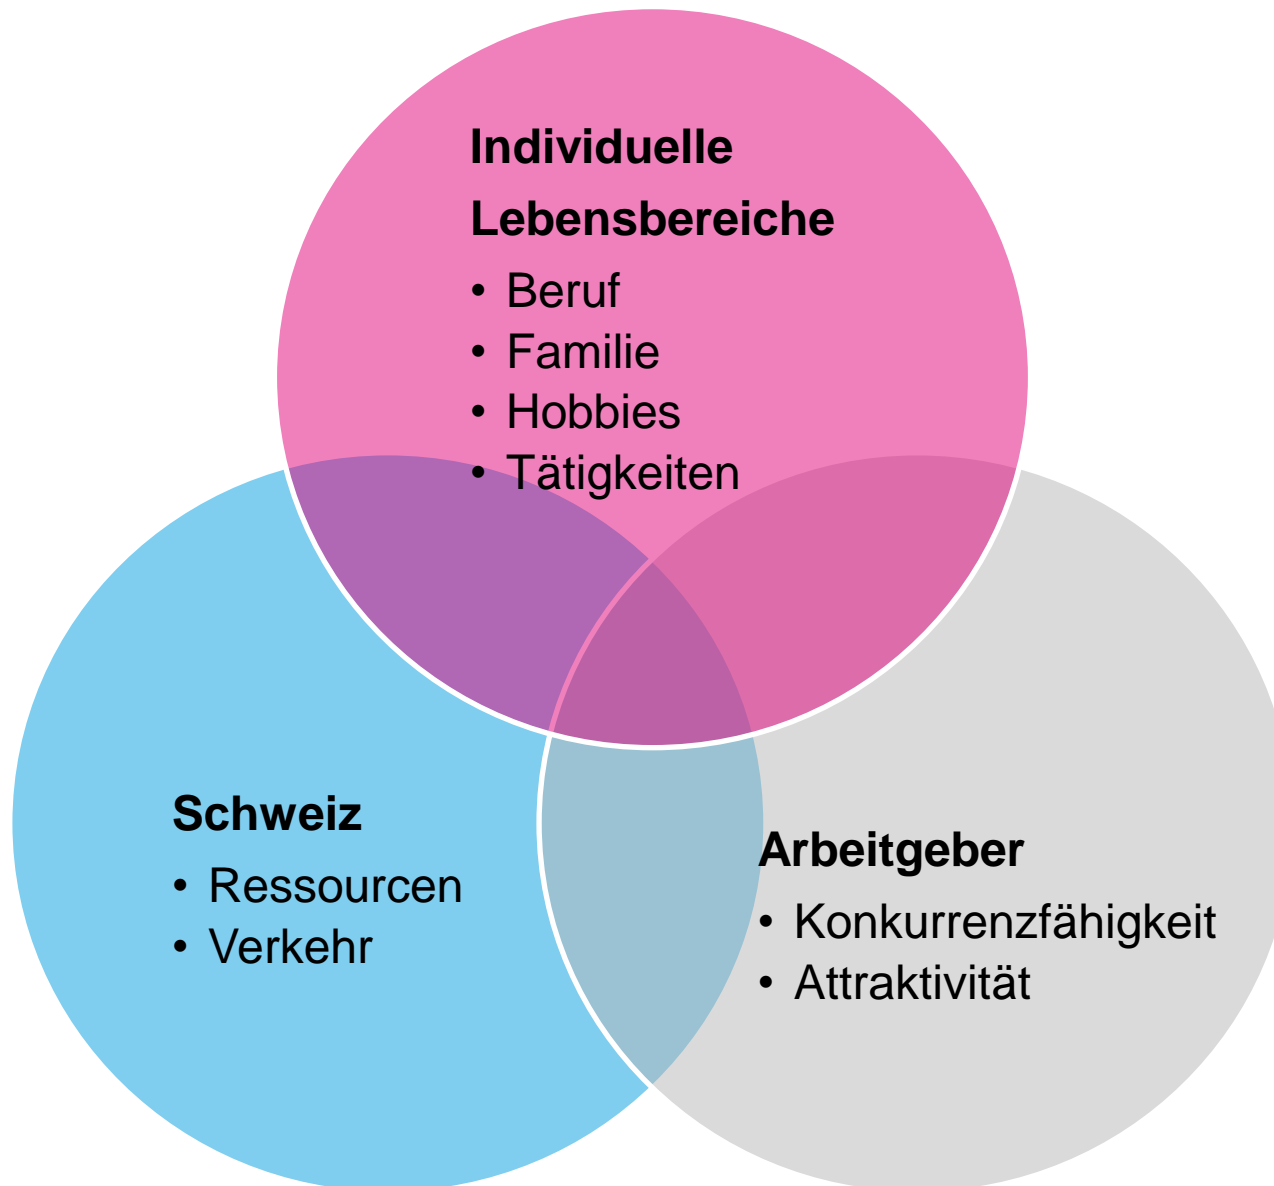 Individuelle
Lebensbereiche
• Beruf
• Familie
• Hobbies
• Tätigkeiten
Schweiz
• Ressourcen
• Verkehr
Arbeitgeber
• Konkurrenzfähigkeit
• Attraktivität